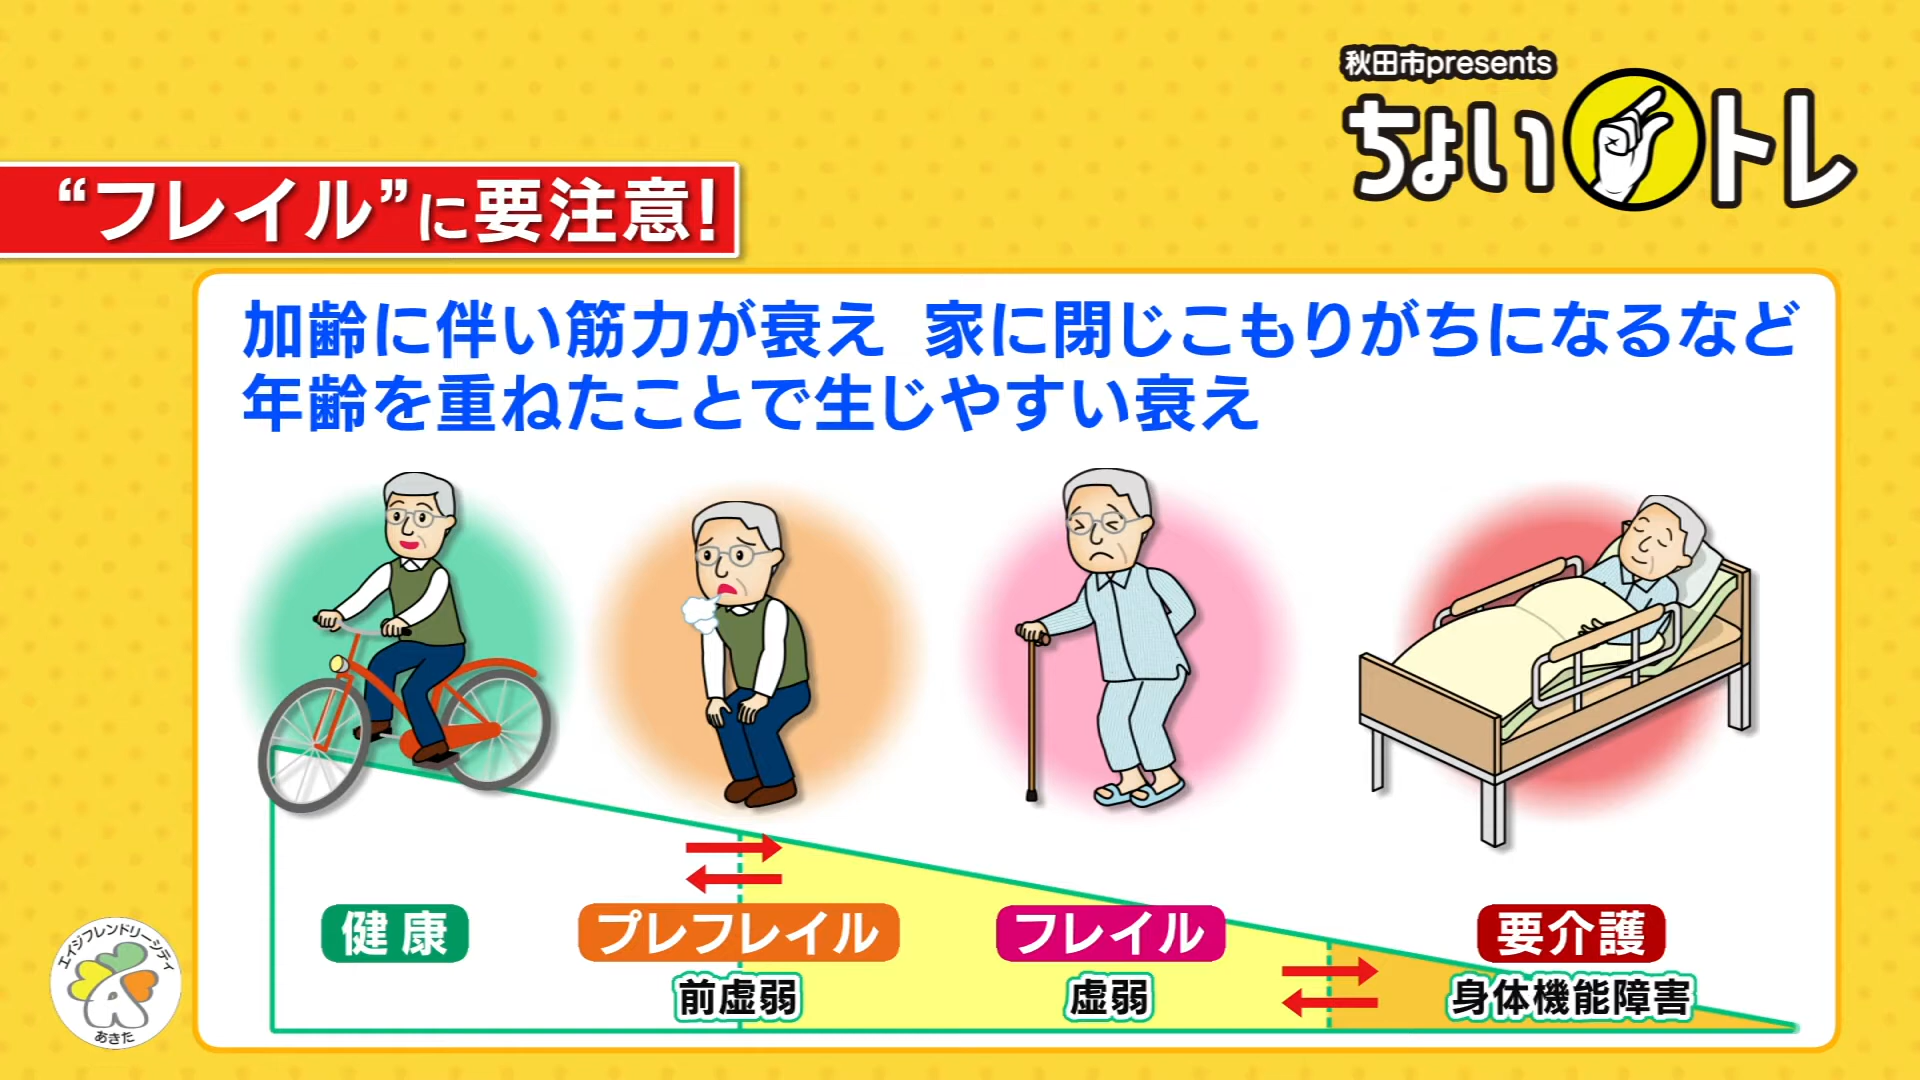 秋田市presents
ちょいトレ
“フレイル”に要注意!
加齢に伴い筋力が衰え 家に閉じこもりがちになるなど
年齢を重ねたことで生じやすい衰え
健康
プレフレイル
フレイル
要介護
前虚弱
虚弱
身体機能障害
エイジフレンドリーシティ
あきた